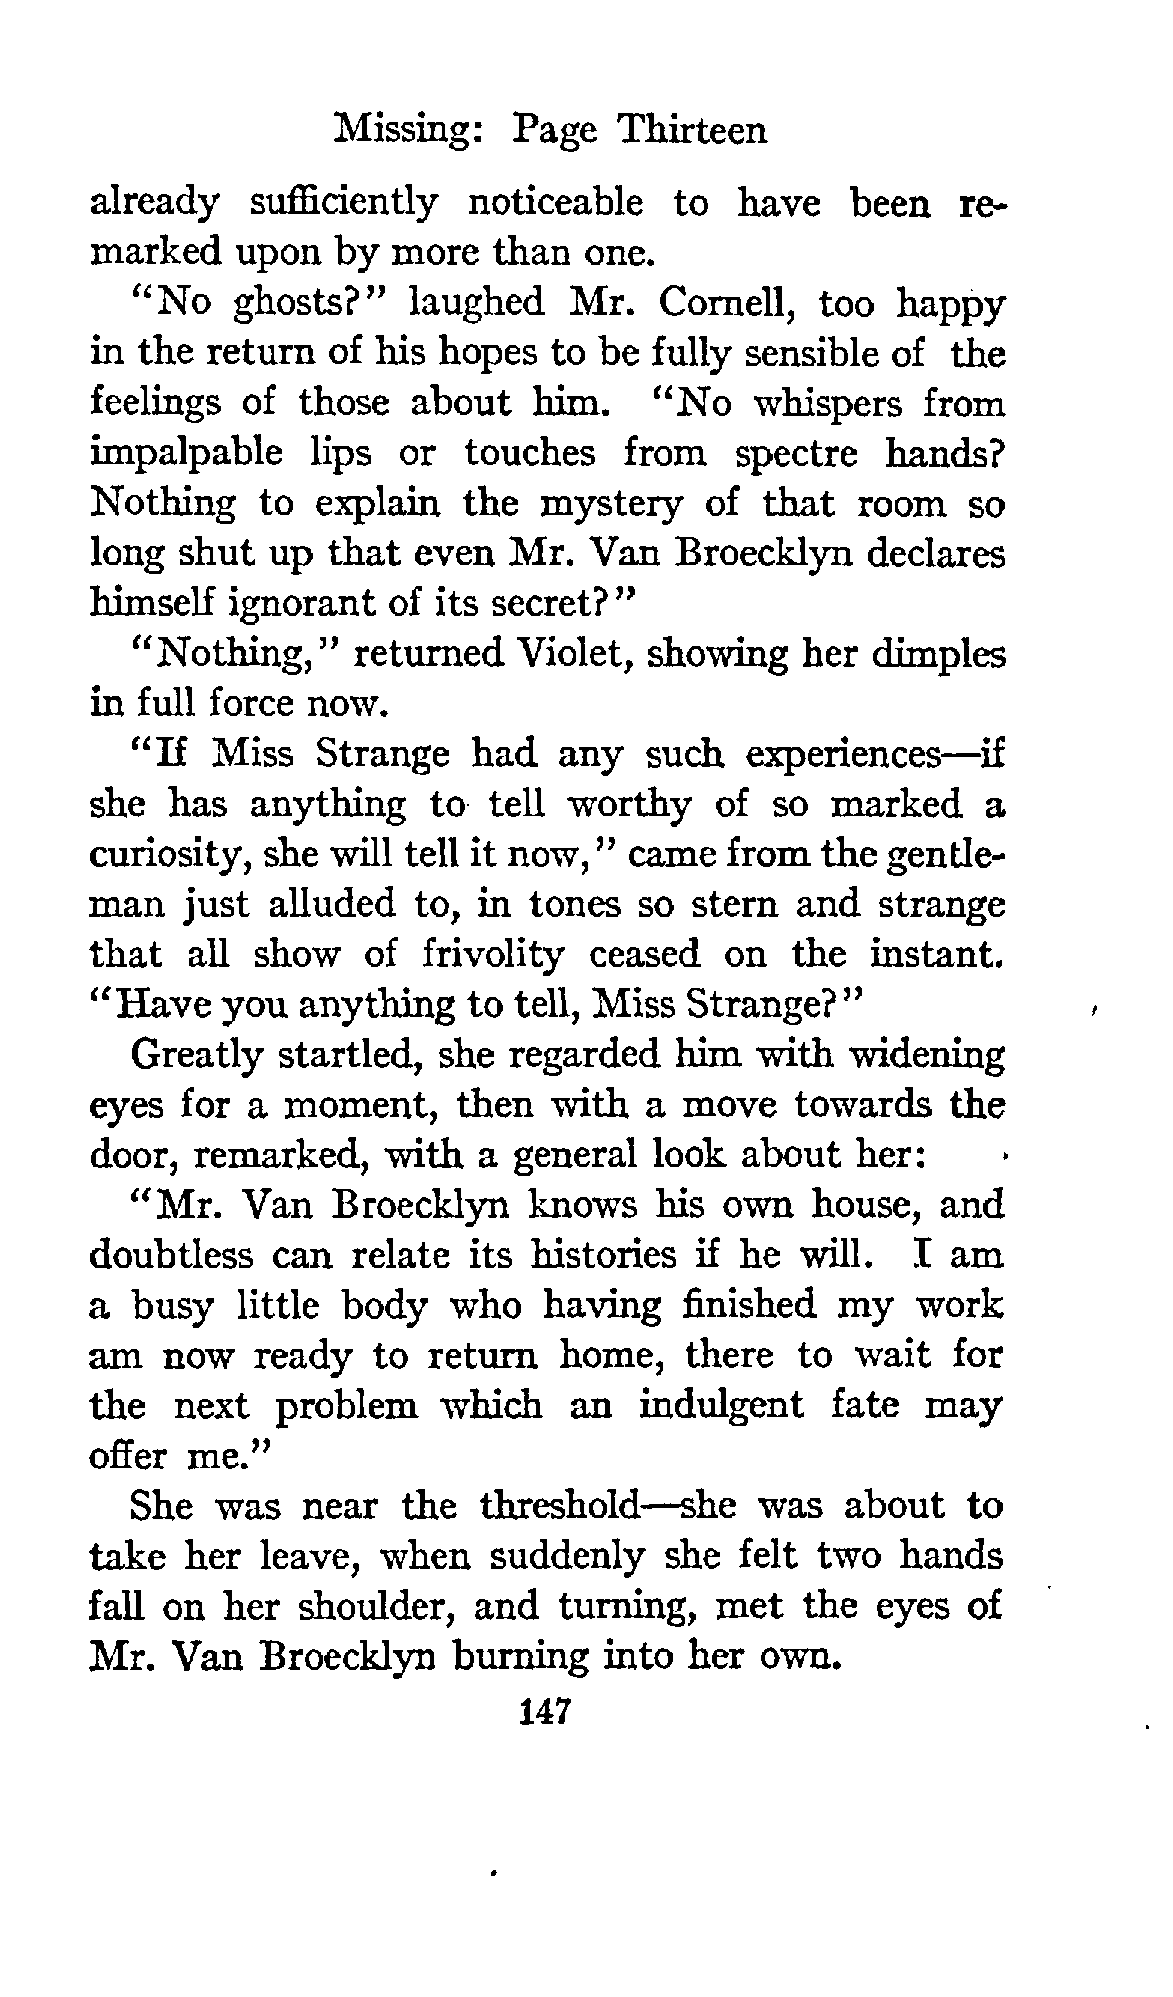 Missing: Page Thirteen
already sufficiently noticeable to have been re-
marked upon by more than one.
"No ghosts?" laughed Mr. Cornell, too happy
in the return of his hopes to be fully sensible of the
feelings of those about him. "No whispers from
impalpable lips or touches from spectre hands?
Nothing to explain the mystery of that room so
long shut up that even Mr. Van Broecklyn declares
himself ignorant of its secret?"
"Nothing," returned Violet, showing her dimples
in full force now.
"If Miss Strange had any such experiences—if
she has anything to tell worthy of so marked a
curiosity, she will tell it now," came from the gentle-
man just alluded to, in tones so stern and strange
that all show of frivolity ceased on the instant.
"Have you anything to tell, Miss Strange?"
Greatly startled, she regarded him with widening
eyes for a moment, then with a move towards the
door, remarked, with a general look about her:
"Mr. Van Broecklyn knows his own house, and
doubtless can relate its histories if he will. I am
a busy little body who having finished my work
am now ready to return home, there to wait for
the next problem which an indulgent fate may
offer me."
She was near the threshold—she was about to
take her leave, when suddenly she felt two hands
fall on her shoulder, and turning, met the eyes of
Mr. Van Broecklyn burning into her own.
147